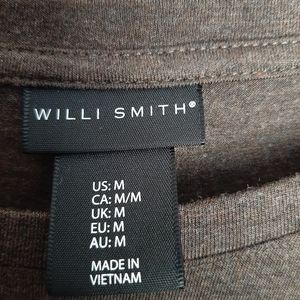 WILLI SMITH®
US: M
CA: M/M
UK: M
EU: M
AU: M
MADE IN
VIETNAM